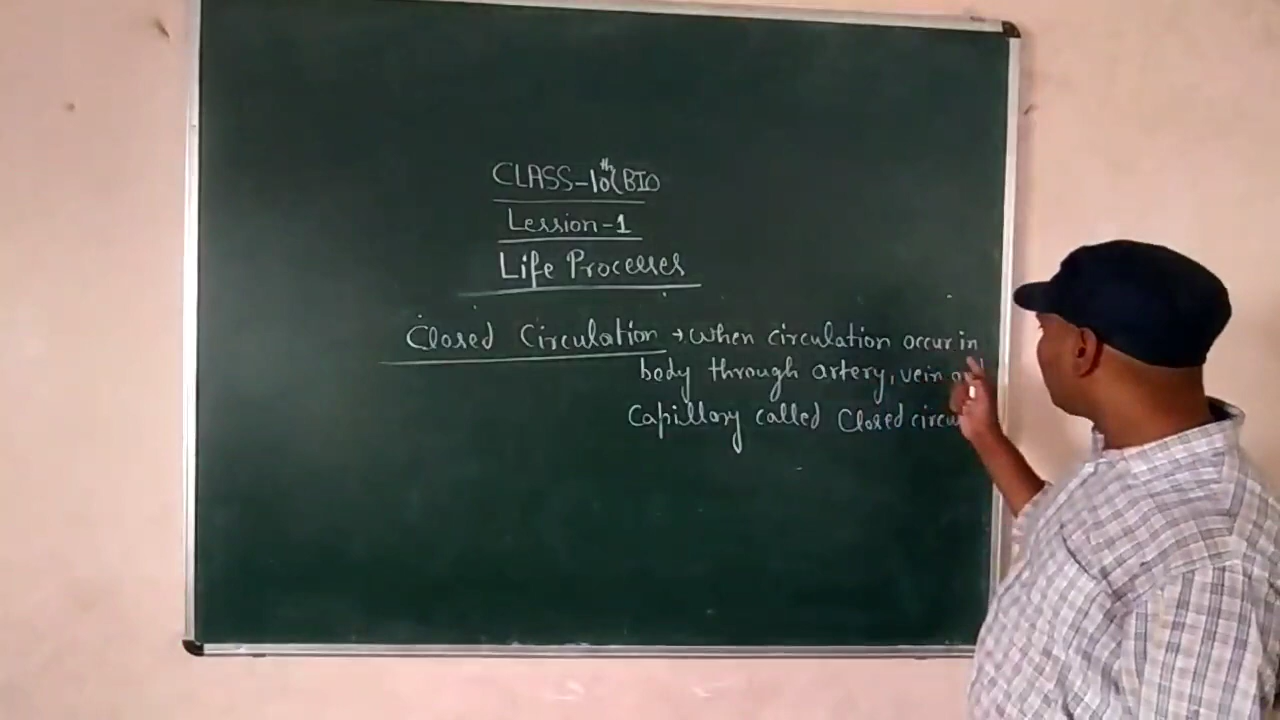 CLASS-10th(BIO
Lession-1
Life Processes
Closed Circulation → When circulation occur in
body through artery, vein and
Capillary called Closed